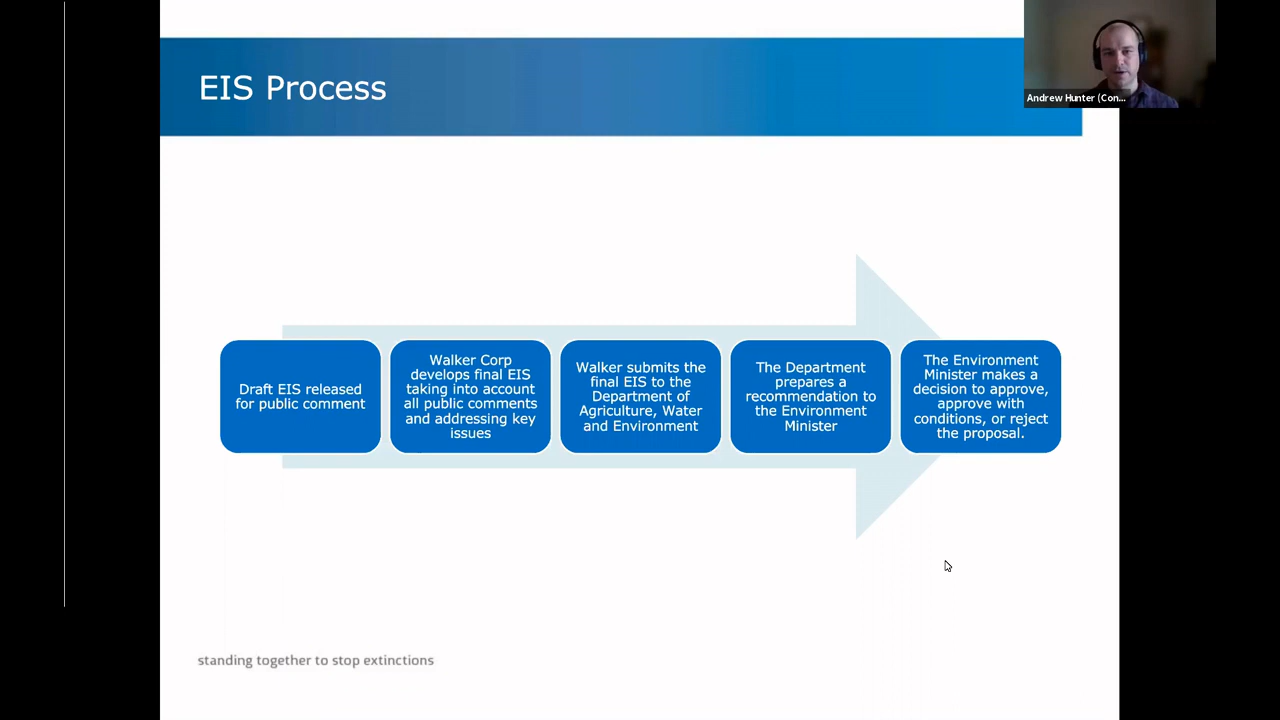 EIS Process
Andrew Hunter (Con...
Draft EIS released
for public comment
Walker Corp
develops final EIS
taking into account
all public comments
and addressing key
issues
Walker submits the
final EIS to the
Department of
Agriculture, Water
and Environment
The Department
prepares a
recommendation to
the Environment
Minister
The Environment
Minister makes a
decision to approve,
approve with
conditions, or reject
the proposal.
standing together to stop extinctions